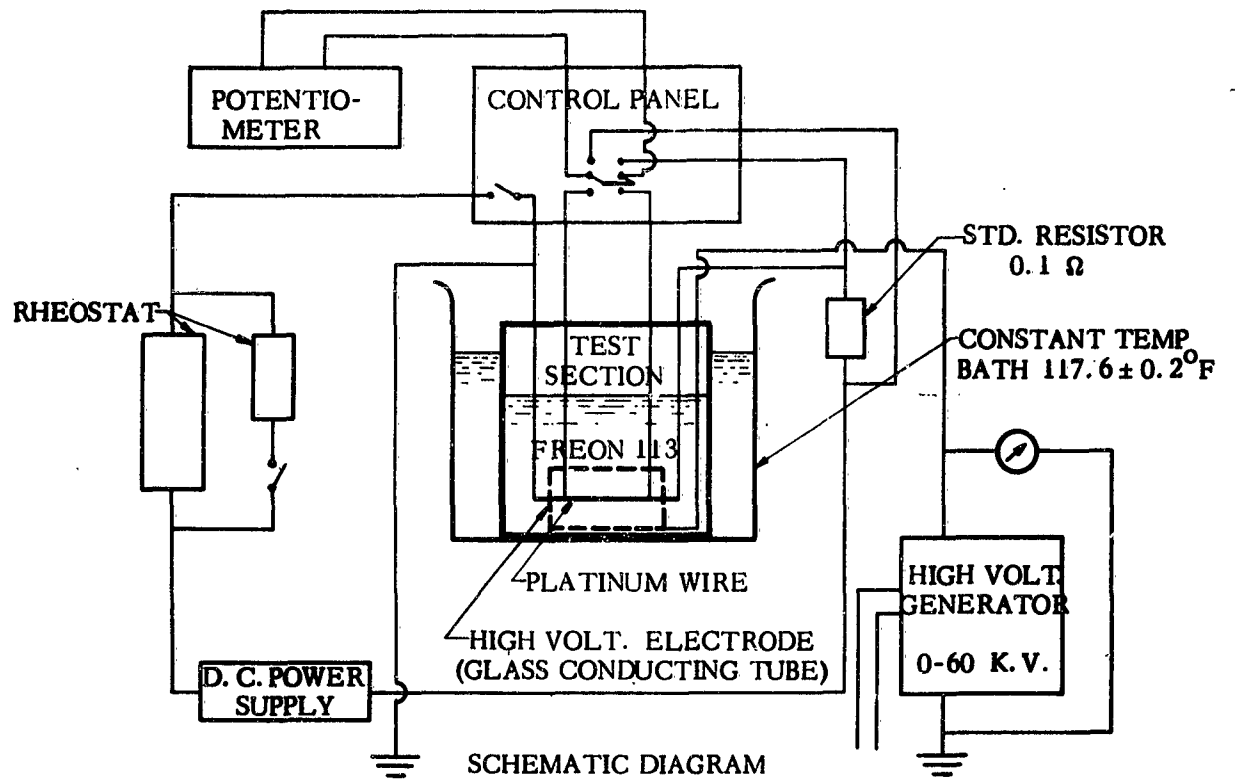 POTENTIO-
METER
CONTROL PANEL
STD. RESISTOR
0.1 Ω
RHEOSTAT
CONSTANT TEMP
BATH 117.6 ± 0.2°F
TEST
SECTION
FREON 113
PLATINUM WIRE
HIGH VOLT.
GENERATOR
0-60 K.V.
HIGH VOLT. ELECTRODE
(GLASS CONDUCTING TUBE)
D.C. POWER
SUPPLY
SCHEMATIC DIAGRAM